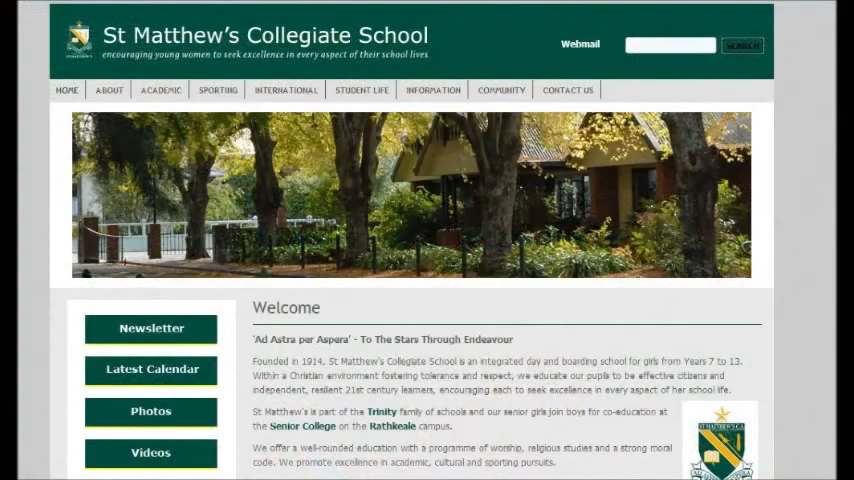 St Matthew's Collegiate School
encouraging young women to seek excellence in every aspect of their school lives
Webmail
SEARCH
HOME
ABOUT
ACADEMIC
SPORTING
INTERNATIONAL
STUDENT LIFE
INFORMATION
COMMUNITY
CONTACT US
Newsletter
Latest Calendar
Photos
Videos
Welcome
'Ad Astra per Aspera' - To The Stars Through Endeavour
Founded in 1914, St Matthew's Collegiate School is an integrated day and boarding school for girls from Years 7 to 13.
Within a Christian environment fostering tolerance and respect, we educate our pupils to be effective citizens and
independent, resilient 21st century learners, encouraging each to seek excellence in every aspect of her school life.
St Matthew's is part of the Trinity family of schools and our senior girls join boys for co-education at
the Senior College on the Rathkeale campus.
We offer a well-rounded education with a programme of worship, religious studies and a strong moral
code. We promote excellence in academic, cultural and sporting pursuits.